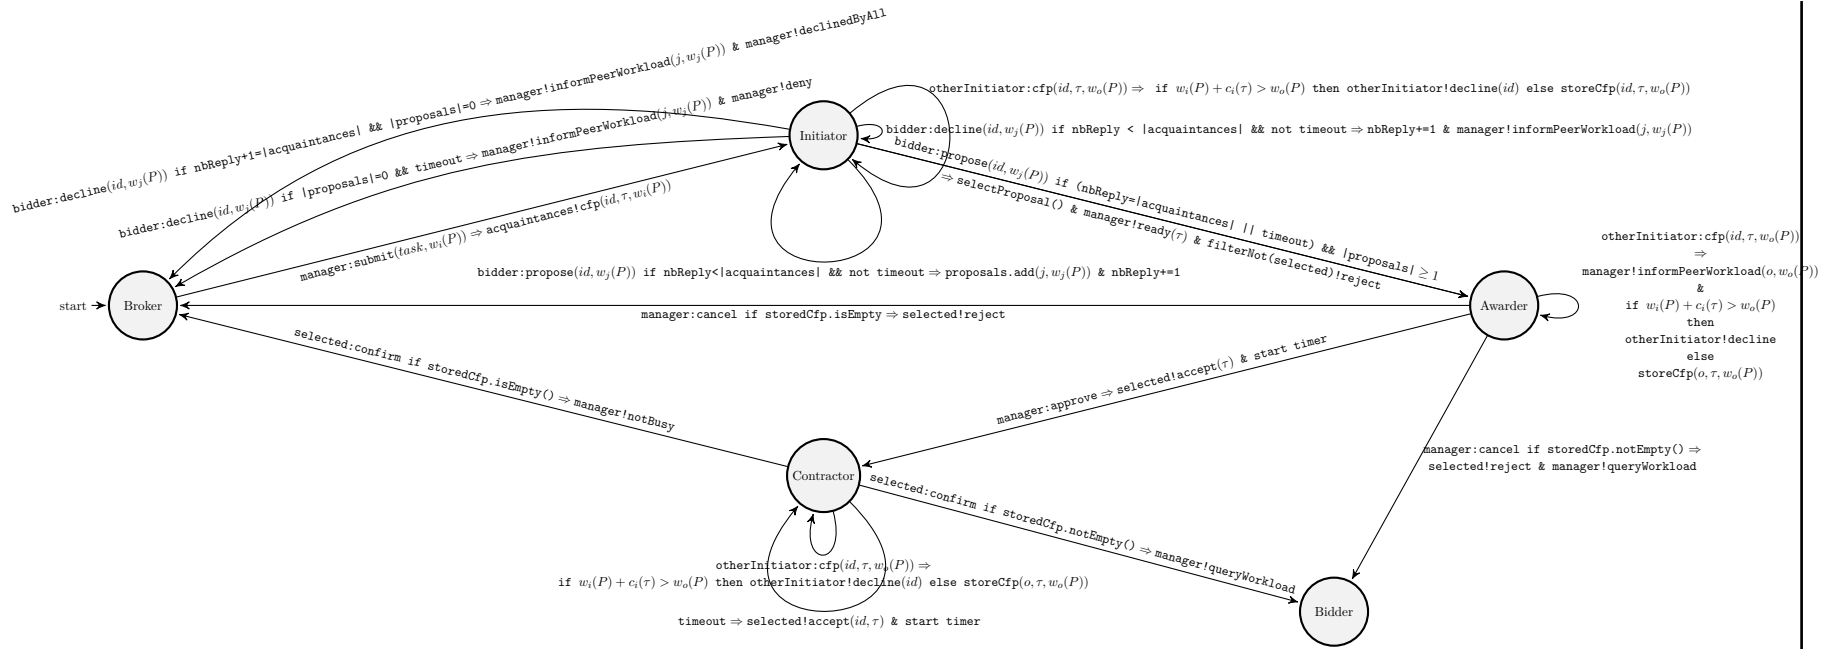 bidder:decline(id, w_j(P)) if nbReply+1=|acquaintances| && |proposals|=0 ⇒ manager!informPeerWorkload(j, w_j(P)) & manager!declinedByAll
bidder:decline(id, w_j(P)) if |proposals|=0 && timeout ⇒ manager!informPeerWorkload(j, w_j(P)) & manager!deny
manager:submit(task, w_i(P)) ⇒ acquaintances!cfp(id, τ, w_i(P))
Initiator
otherInitiator:cfp(id, τ, w_o(P)) ⇒ if w_i(P) + c_i(τ) > w_o(P) then otherInitiator!decline(id) else storeCfp(id, τ, w_o(P))
bidder:decline(id, w_j(P)) if nbReply < |acquaintances| && not timeout ⇒ nbReply+=1 & manager!informPeerWorkload(j, w_j(P))
bidder:propose(id, w_j(P)) if (nbReply=|acquaintances| || timeout) && |proposals| ≥ 1
⇒ selectProposal() & manager!ready(τ) & filterNot(selected)!reject
bidder:propose(id, w_j(P)) if nbReply<|acquaintances| && not timeout ⇒ proposals.add(j, w_j(P)) & nbReply+=1
start
Broker
manager:cancel if storedCfp.isEmpty ⇒ selected!reject
Awarder
otherInitiator:cfp(id, τ, w_o(P))
⇒
manager!informPeerWorkload(o, w_o(P))
&
if w_i(P) + c_i(τ) > w_o(P)
then
otherInitiator!decline
else
storeCfp(o, τ, w_o(P))
selected:confirm if storedCfp.isEmpty() ⇒ manager!notBusy
manager:approve ⇒ selected!accept(τ) & start timer
manager:cancel if storedCfp.notEmpty() ⇒
selected!reject & manager!queryWorkload
Contractor
selected:confirm if storedCfp.notEmpty() ⇒ manager!queryWorkload
otherInitiator:cfp(id, τ, w_o(P)) ⇒
if w_i(P) + c_i(τ) > w_o(P) then otherInitiator!decline(id) else storeCfp(o, τ, w_o(P))
timeout ⇒ selected!accept(id, τ) & start timer
Bidder